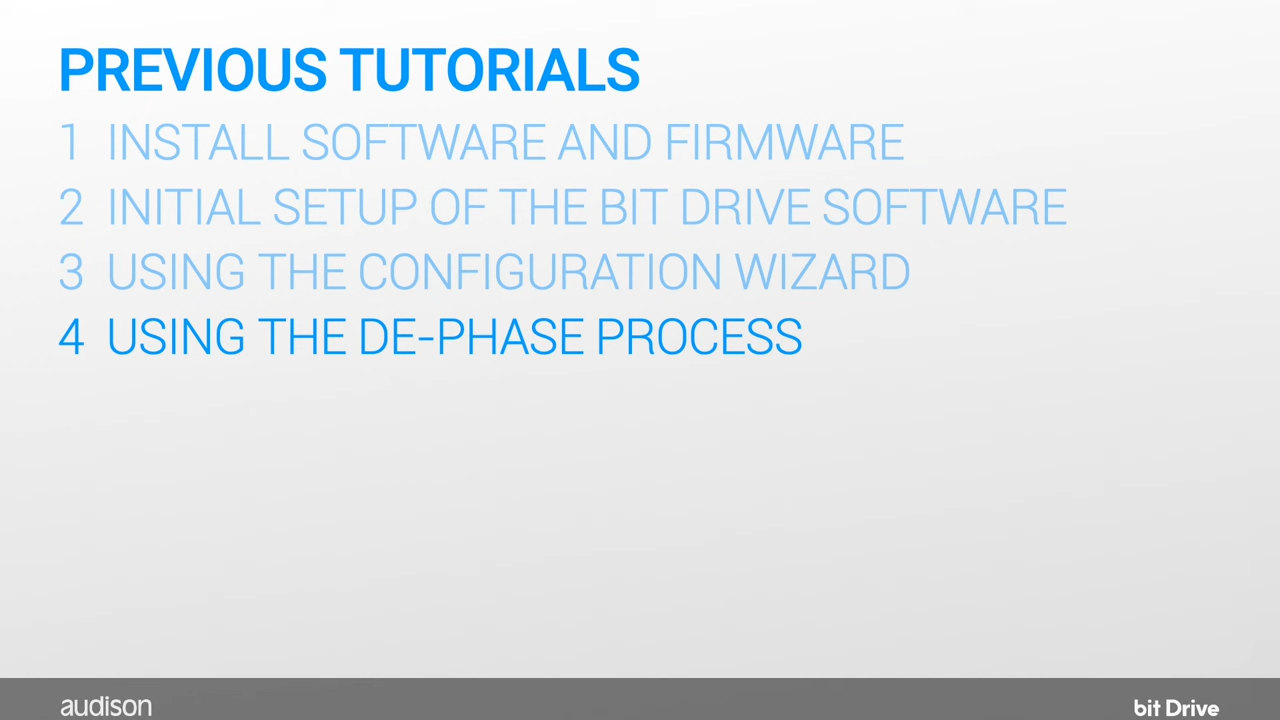 PREVIOUS TUTORIALS
1 INSTALL SOFTWARE AND FIRMWARE
2 INITIAL SETUP OF THE BIT DRIVE SOFTWARE
3 USING THE CONFIGURATION WIZARD
4 USING THE DE-PHASE PROCESS
audison
bit Drive